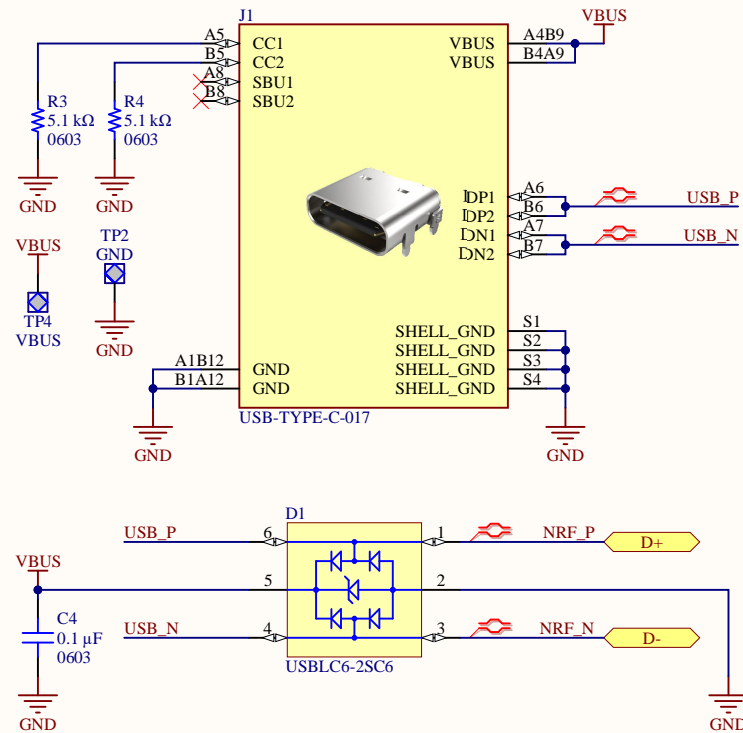 J1
VBUS
A5 CC1 VBUS A4B9
B5 CC2 VBUS B4A9
A8 SBU1
B8 SBU2
R3
5.1 kΩ
0603
R4
5.1 kΩ
0603
GND
GND
DP1 A6
DP2 B6
USB_P
DN1 A7
DN2 B7
USB_N
VBUS
TP4
VBUS
TP2
GND
GND
SHELL_GND S1
SHELL_GND S2
SHELL_GND S3
SHELL_GND S4
A1B12 GND
B1A12 GND
USB-TYPE-C-017
GND
GND
D1
USB_P 6 1 NRF_P D+
VBUS
5 2
C4
0.1 µF
0603
USB_N 4 3 NRF_N D-
USBLC6-2SC6
GND
GND